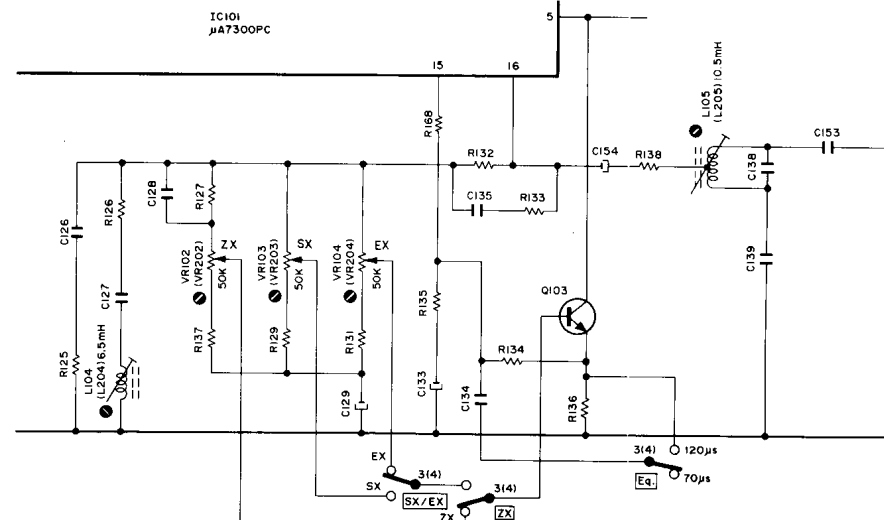 IC101
μA7300PC
5
15
16
L105
(L205)10.5mH
R168
R132
C154
R138
C153
C138
C128
R127
R126
C135
R133
C126
ZX
SX
EX
VR102
(VR202)
50K
VR103
(VR203)
50K
VR104
(VR204)
50K
C139
C127
Q103
R135
R137
R129
R131
R134
R125
L104
(L204)6.5mH
C129
C133
C134
R136
120μs
EX
3(4)
3(4)
70μs
SX
SX/EX
3(4)
Eq.
ZX
ZX